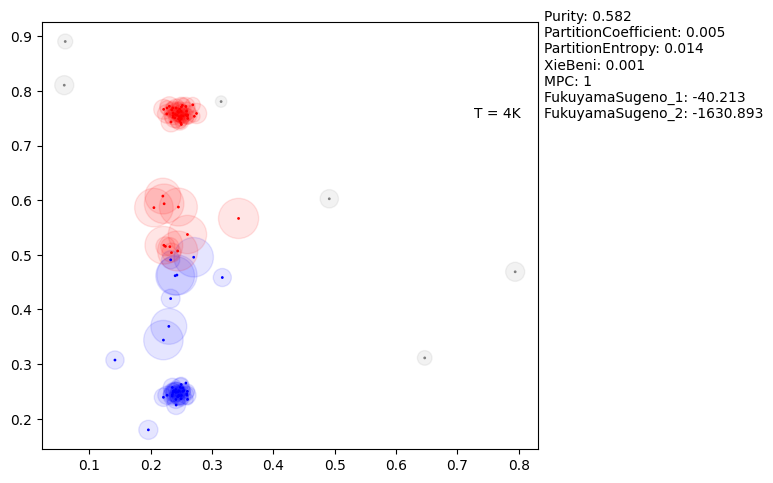 Purity: 0.582
PartitionCoefficient: 0.005
PartitionEntropy: 0.014
XieBeni: 0.001
MPC: 1
FukuyamaSugeno_1: -40.213
FukuyamaSugeno_2: -1630.893
T = 4K
0.9
0.8
0.7
0.6
0.5
0.4
0.3
0.2
0.1 0.2 0.3 0.4 0.5 0.6 0.7 0.8